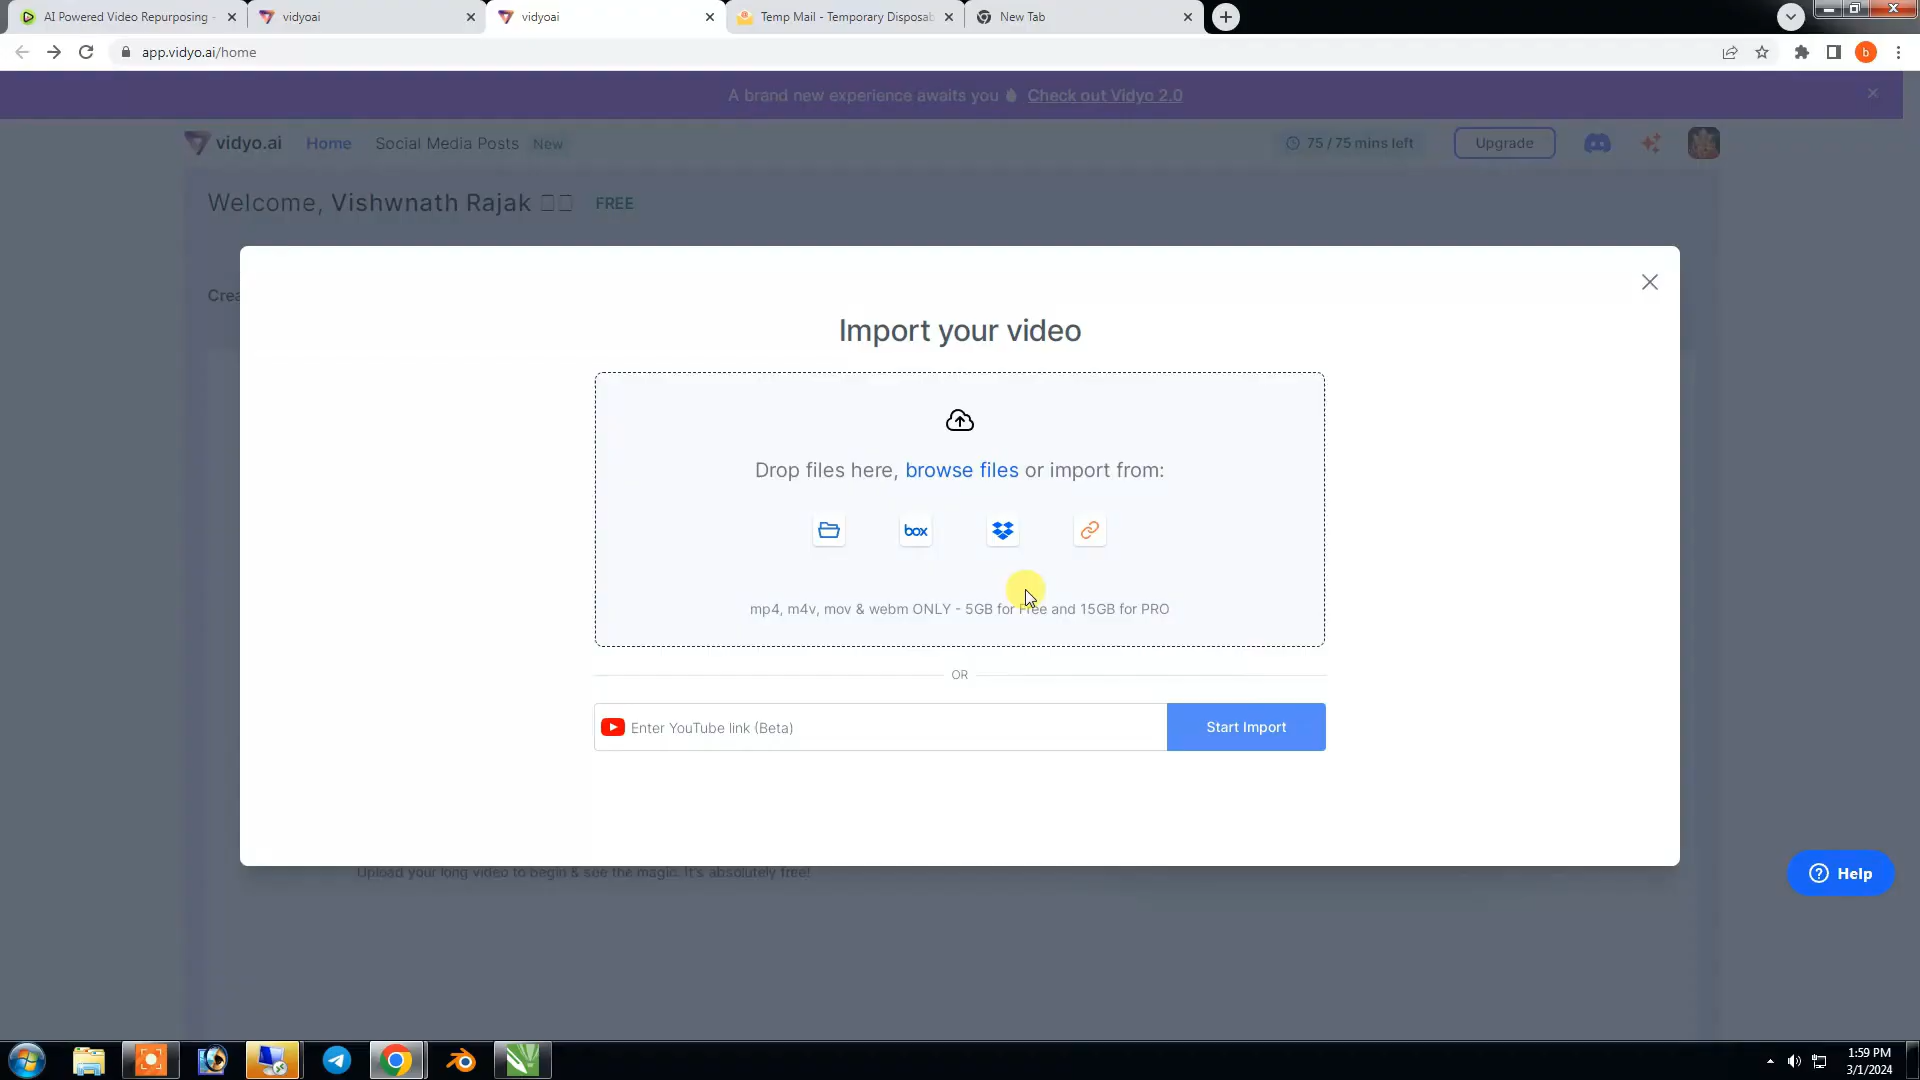 AI Powered Video Repurposing -
vidyoai
vidyoai
Temp Mail - Temporary Disposab
New Tab
app.vidyo.ai/home
b
A brand new experience awaits you
Check out Vidyo 2.0
vidyo.ai
Home
Social Media Posts
New
75 / 75 mins left
Upgrade
Welcome, Vishwnath Rajak
FREE
Crea
Import your video
Drop files here, browse files or import from:
box
mp4, m4v, mov & webm ONLY - 5GB for Free and 15GB for PRO
OR
Enter YouTube link (Beta)
Start Import
Upload your long video to begin & see the magic. It's absolutely free!
Help
1:59 PM
3/1/2024